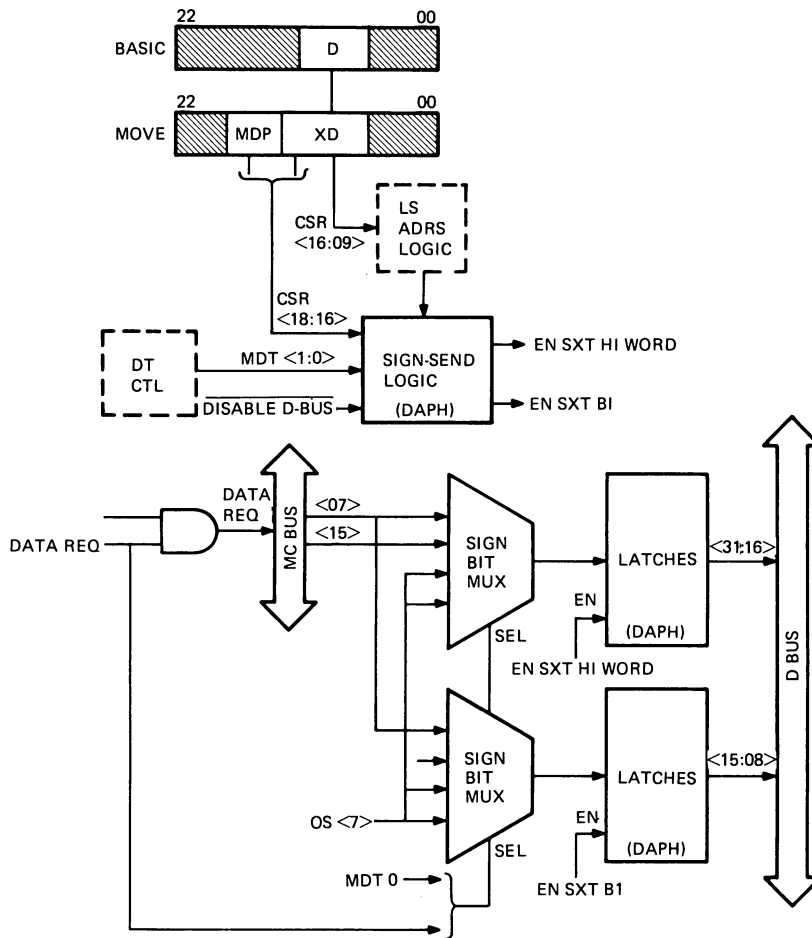 22 00
BASIC D
22 00
MOVE MDP XD
CSR
<16:09>
LS
ADRS
LOGIC
CSR
<18:16>
DT
CTL
MDT <1:0>
DISABLE D-BUS
SIGN-SEND
LOGIC
(DAPH)
EN SXT HI WORD
EN SXT BI
DATA
REQ
DATA REQ
MC BUS
<07>
<15>
SIGN
BIT
MUX
SEL
LATCHES
EN
(DAPH)
<31:16>
EN SXT HI WORD
D BUS
SIGN
BIT
MUX
OS <7>
SEL
LATCHES
EN
(DAPH)
<15:08>
MDT 0
EN SXT B1